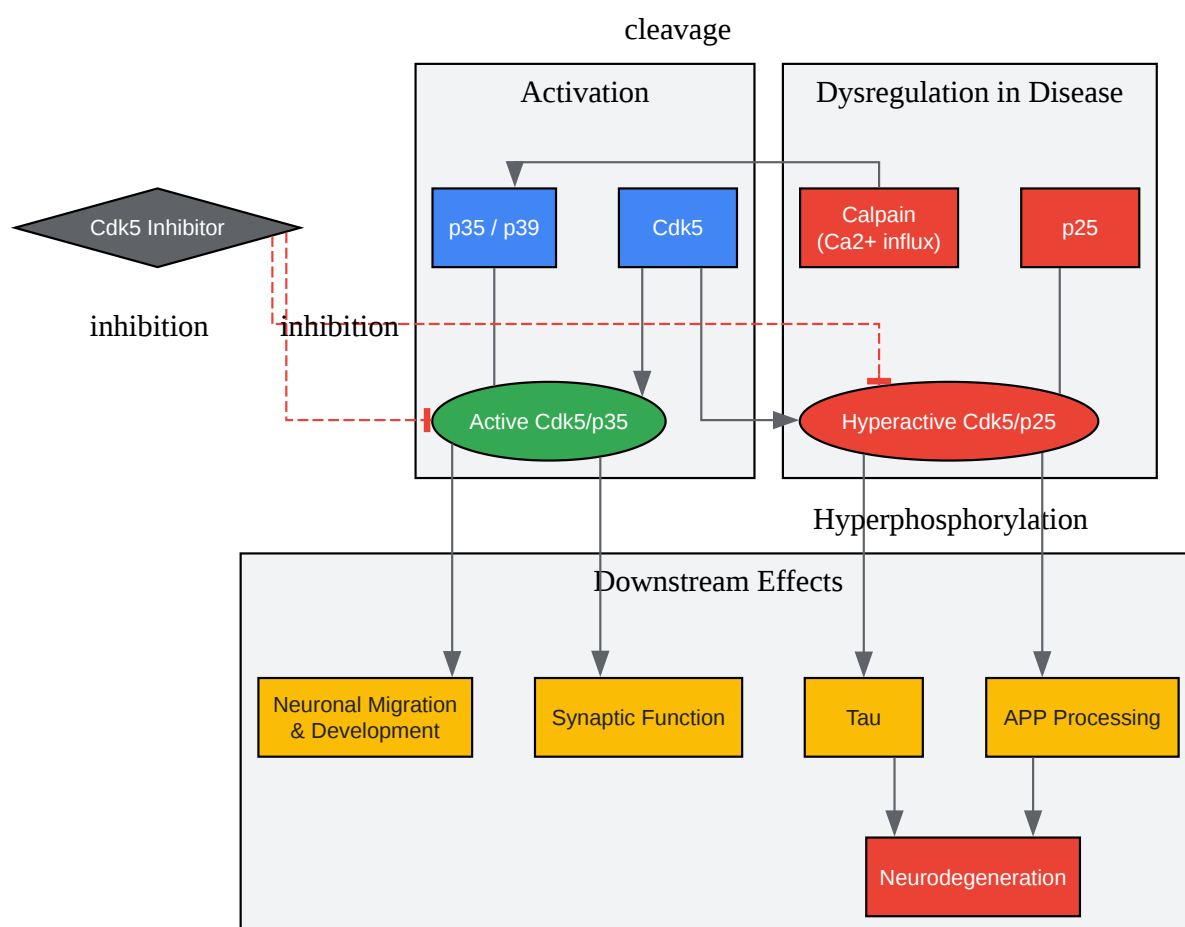 cleavage
Activation
Dysregulation in Disease
Cdk5 Inhibitor
p35 / p39
Cdk5
Calpain
(Ca2+ influx)
p25
inhibition
inhibition
Active Cdk5/p35
Hyperactive Cdk5/p25
Hyperphosphorylation
Downstream Effects
Neuronal Migration
& Development
Synaptic Function
Tau
APP Processing
Neurodegeneration